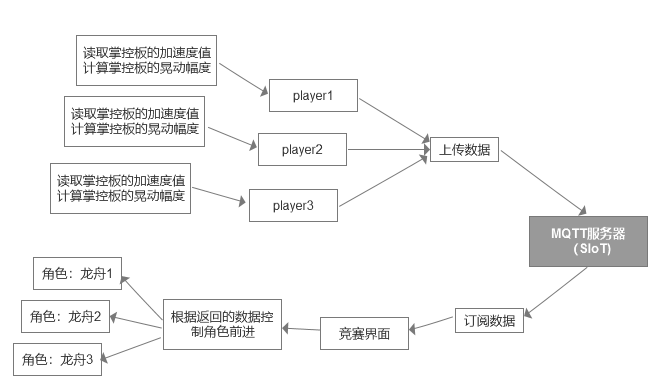 读取掌控板的加速度值
计算掌控板的晃动幅度
player1
读取掌控板的加速度值
计算掌控板的晃动幅度
player2
上传数据
读取掌控板的加速度值
计算掌控板的晃动幅度
player3
MQTT服务器
(SIoT)
角色：龙舟1
角色：龙舟2
根据返回的数据控
制角色前进
竞赛界面
订阅数据
角色：龙舟3